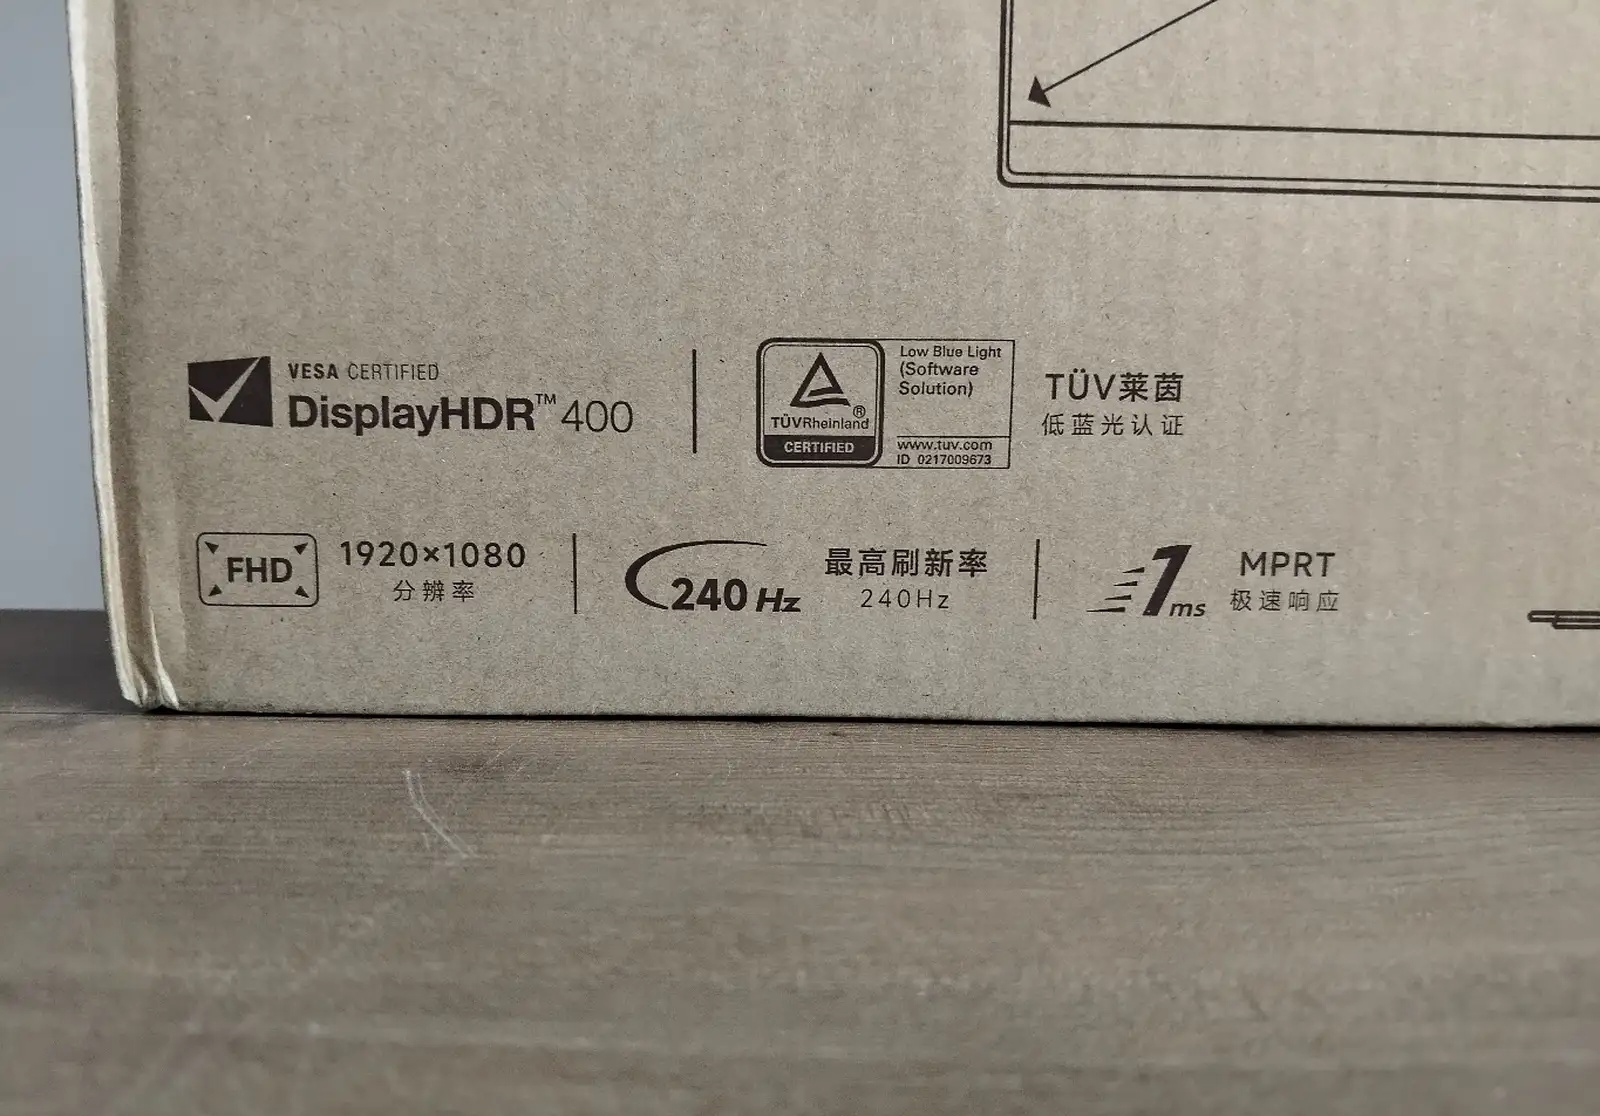 VESA CERTIFIED
DisplayHDR™ 400
TÜVRheinland®
CERTIFIED
Low Blue Light
(Software
Solution)
www.tuv.com
ID 0217009673
TÜV莱茵
低蓝光认证
FHD
1920×1080
分辨率
240 Hz
最高刷新率
240Hz
1ms
MPRT
极速响应